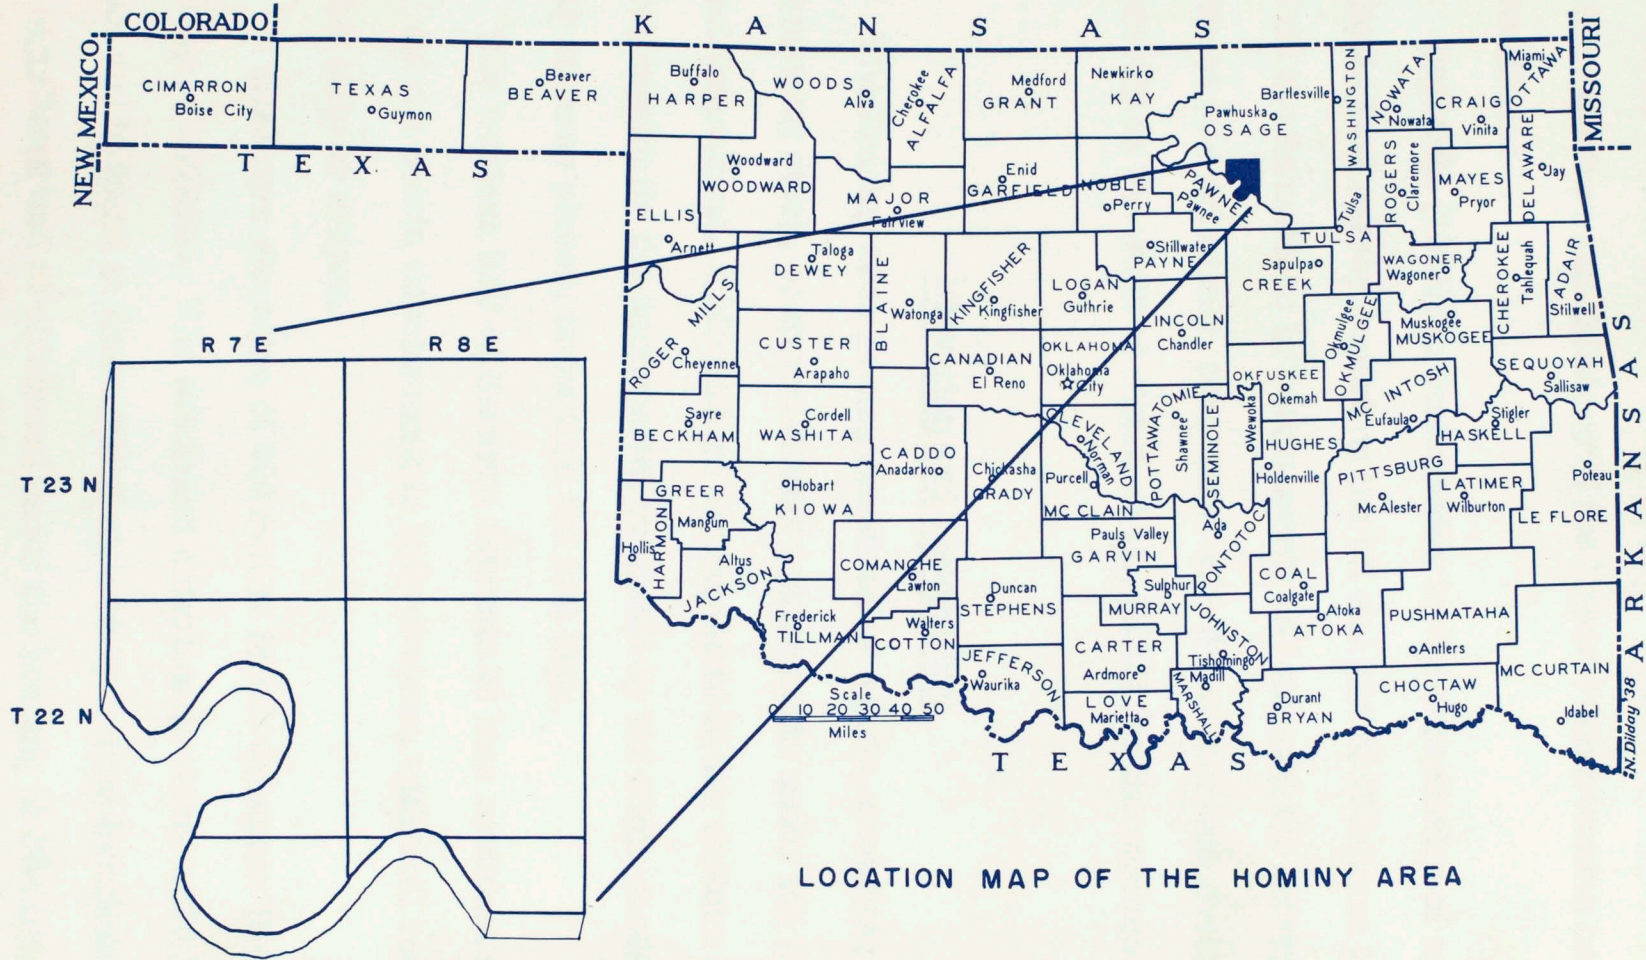 COLORADO
K A N S A S
MISSOURI
NEW MEXICO
CIMARRON
Boise City
TEXAS
Guymon
Beaver
BEAVER
Buffalo
HARPER
WOODS
Alva
Cherokee
ALFALFA
Medford
GRANT
Newkirk
KAY
Pawhuska
OSAGE
Bartlesville
WASHINGTON
NOWATA
Nowata
CRAIG
Vinita
Miami
OTTAWA
T E X A S
Woodward
WOODWARD
MAJOR
Fairview
Enid
GARFIELD
NOBLE
Perry
PAWNEE
Pawnee
Tulsa
TULSA
ROGERS
Claremore
MAYES
Pryor
DELAWARE
Jay
ELLIS
Arnett
Taloga
DEWEY
BLAINE
Watonga
KINGFISHER
Kingfisher
LOGAN
Guthrie
Stillwater
PAYNE
Sapulpa
CREEK
WAGONER
Wagoner
CHEROKEE
Tahlequah
ADAIR
Stilwell
ROGER MILLS
Cheyenne
CUSTER
Arapaho
CANADIAN
El Reno
OKLAHOMA
Oklahoma
City
LINCOLN
Chandler
OKFUSKEE
Okemah
Okmulgee
OKMULGEE
Muskogee
MUSKOGEE
MC INTOSH
Eufaula
SEQUOYAH
Sallisaw
Sayre
BECKHAM
Cordell
WASHITA
CADDO
Anadarko
Chickasha
GRADY
CLEVELAND
Norman
Purcell
MC CLAIN
POTTAWATOMIE
Shawnee
SEMINOLE
Wewoka
HUGHES
Holdenville
PITTSBURG
McAlester
Stigler
HASKELL
LATIMER
Wilburton
Poteau
LE FLORE
A R K A N S A S
GREER
Mangum
Hobart
KIOWA
Hollis
HARMON
Altus
JACKSON
COMANCHE
Lawton
Frederick
TILLMAN
Walters
COTTON
Duncan
STEPHENS
Pauls Valley
GARVIN
Ada
PONTOTOC
Sulphur
MURRAY
COAL
Coalgate
Atoka
ATOKA
PUSHMATAHA
Antlers
JOHNSTON
Tishomingo
CARTER
Ardmore
JEFFERSON
Waurika
LOVE
Marietta
Madill
MARSHALL
Durant
BRYAN
CHOCTAW
Hugo
MC CURTAIN
Idabel
Scale
0 10 20 30 40 50
Miles
T E X A S
N. Dilday '38
R 7 E R 8 E
T 23 N
T 22 N
LOCATION MAP OF THE HOMINY AREA